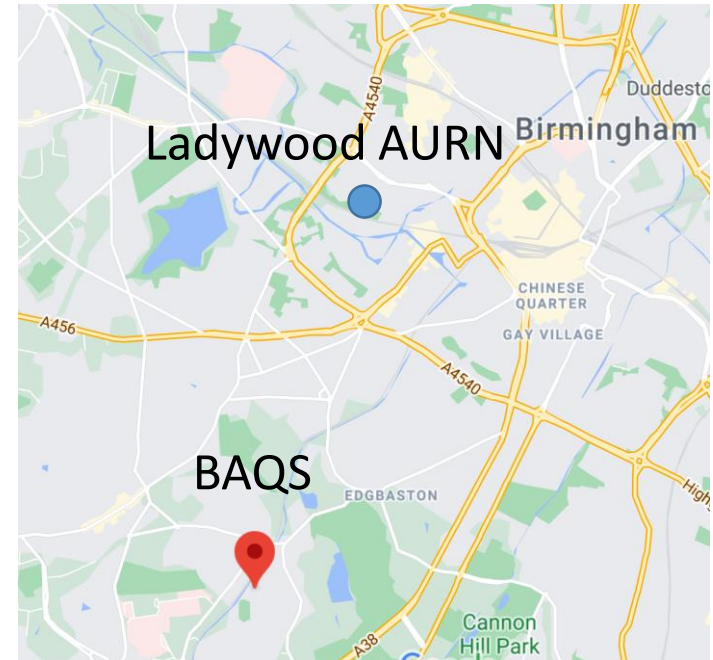 A4540
Duddesto
Ladywood AURN
Birmingham
CHINESE
QUARTER
GAY VILLAGE
A456
A4540
BAQS
EDGBASTON
High
Cannon
Hill Park
A38